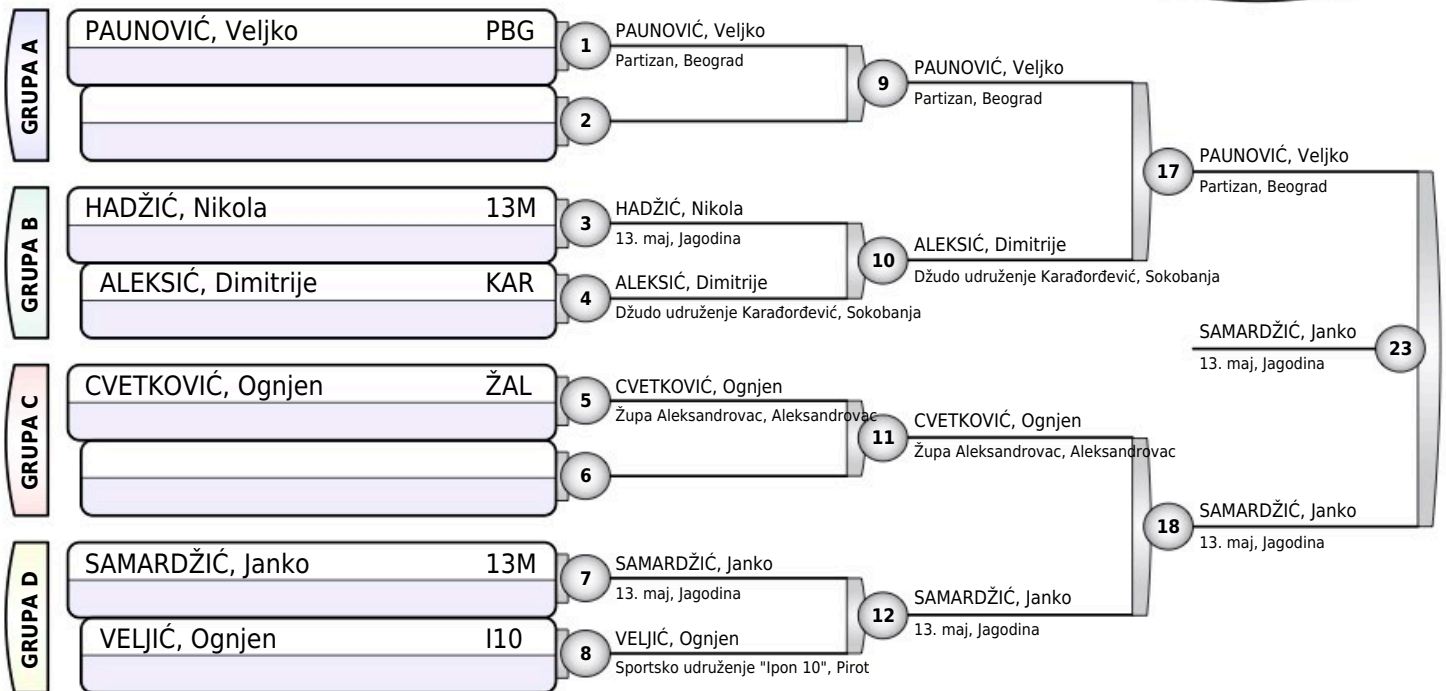 GRUPA A
PAUNOVIĆ, Veljko PBG
1
2
GRUPA B
HADŽIĆ, Nikola 13M
ALEKSIĆ, Dimitrije KAR
3
4
GRUPA C
CVETKOVIĆ, Ognjen ŽAL
5
6
GRUPA D
SAMARDŽIĆ, Janko 13M
VELJIĆ, Ognjen I10
7
8
PAUNOVIĆ, Veljko
Partizan, Beograd
HADŽIĆ, Nikola
13. maj, Jagodina
ALEKSIĆ, Dimitrije
Džudo udruženje Karađorđević, Sokobanja
CVETKOVIĆ, Ognjen
Župa Aleksandrovac, Aleksandrovac
SAMARDŽIĆ, Janko
13. maj, Jagodina
VELJIĆ, Ognjen
Sportsko udruženje "Ipon 10", Pirot
9
PAUNOVIĆ, Veljko
Partizan, Beograd
10
ALEKSIĆ, Dimitrije
Džudo udruženje Karađorđević, Sokobanja
11
CVETKOVIĆ, Ognjen
Župa Aleksandrovac, Aleksandrovac
12
SAMARDŽIĆ, Janko
13. maj, Jagodina
17
PAUNOVIĆ, Veljko
Partizan, Beograd
18
SAMARDŽIĆ, Janko
13. maj, Jagodina
SAMARDŽIĆ, Janko
13. maj, Jagodina
23